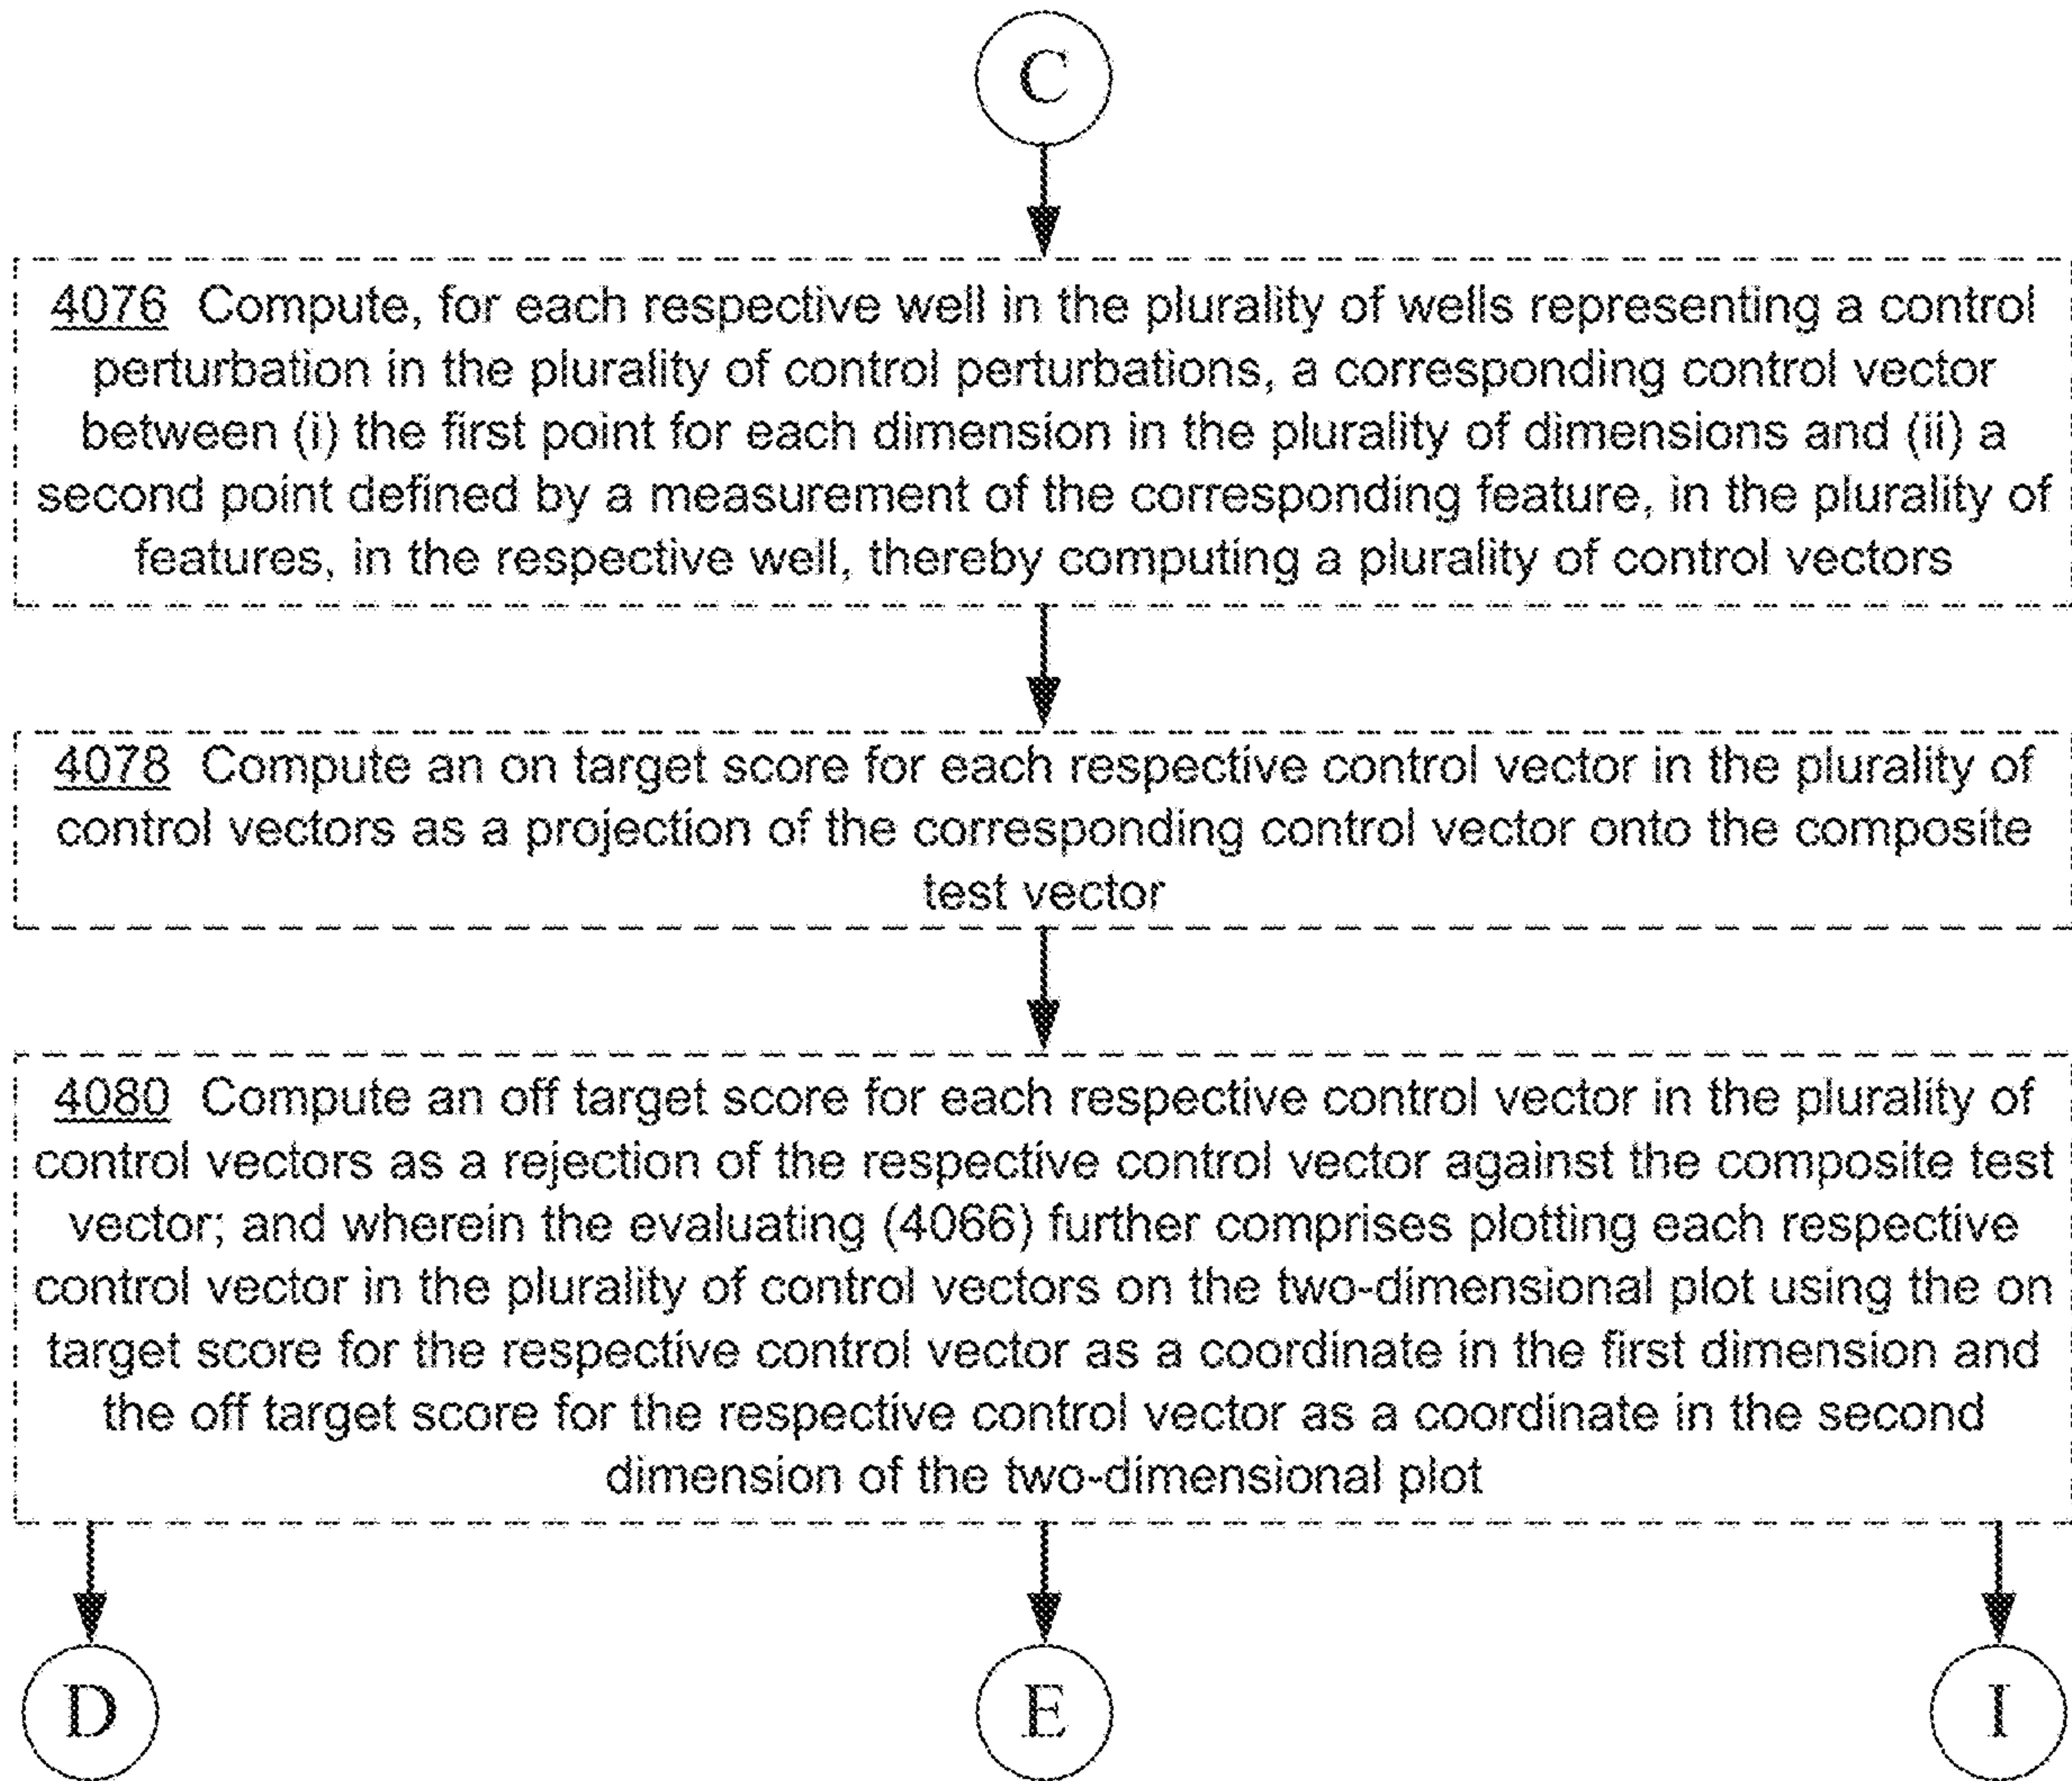 C
4076 Compute, for each respective well in the plurality of wells representing a control
perturbation in the plurality of control perturbations, a corresponding control vector
between (i) the first point for each dimension in the plurality of dimensions and (ii) a
second point defined by a measurement of the corresponding feature, in the plurality of
features, in the respective well, thereby computing a plurality of control vectors
4078 Compute an on target score for each respective control vector in the plurality of
control vectors as a projection of the corresponding control vector onto the composite
test vector
4080 Compute an off target score for each respective control vector in the plurality of
control vectors as a rejection of the respective control vector against the composite test
vector; and wherein the evaluating (4066) further comprises plotting each respective
control vector in the plurality of control vectors on the two-dimensional plot using the on
target score for the respective control vector as a coordinate in the first dimension and
the off target score for the respective control vector as a coordinate in the second
dimension of the two-dimensional plot
D
E
I